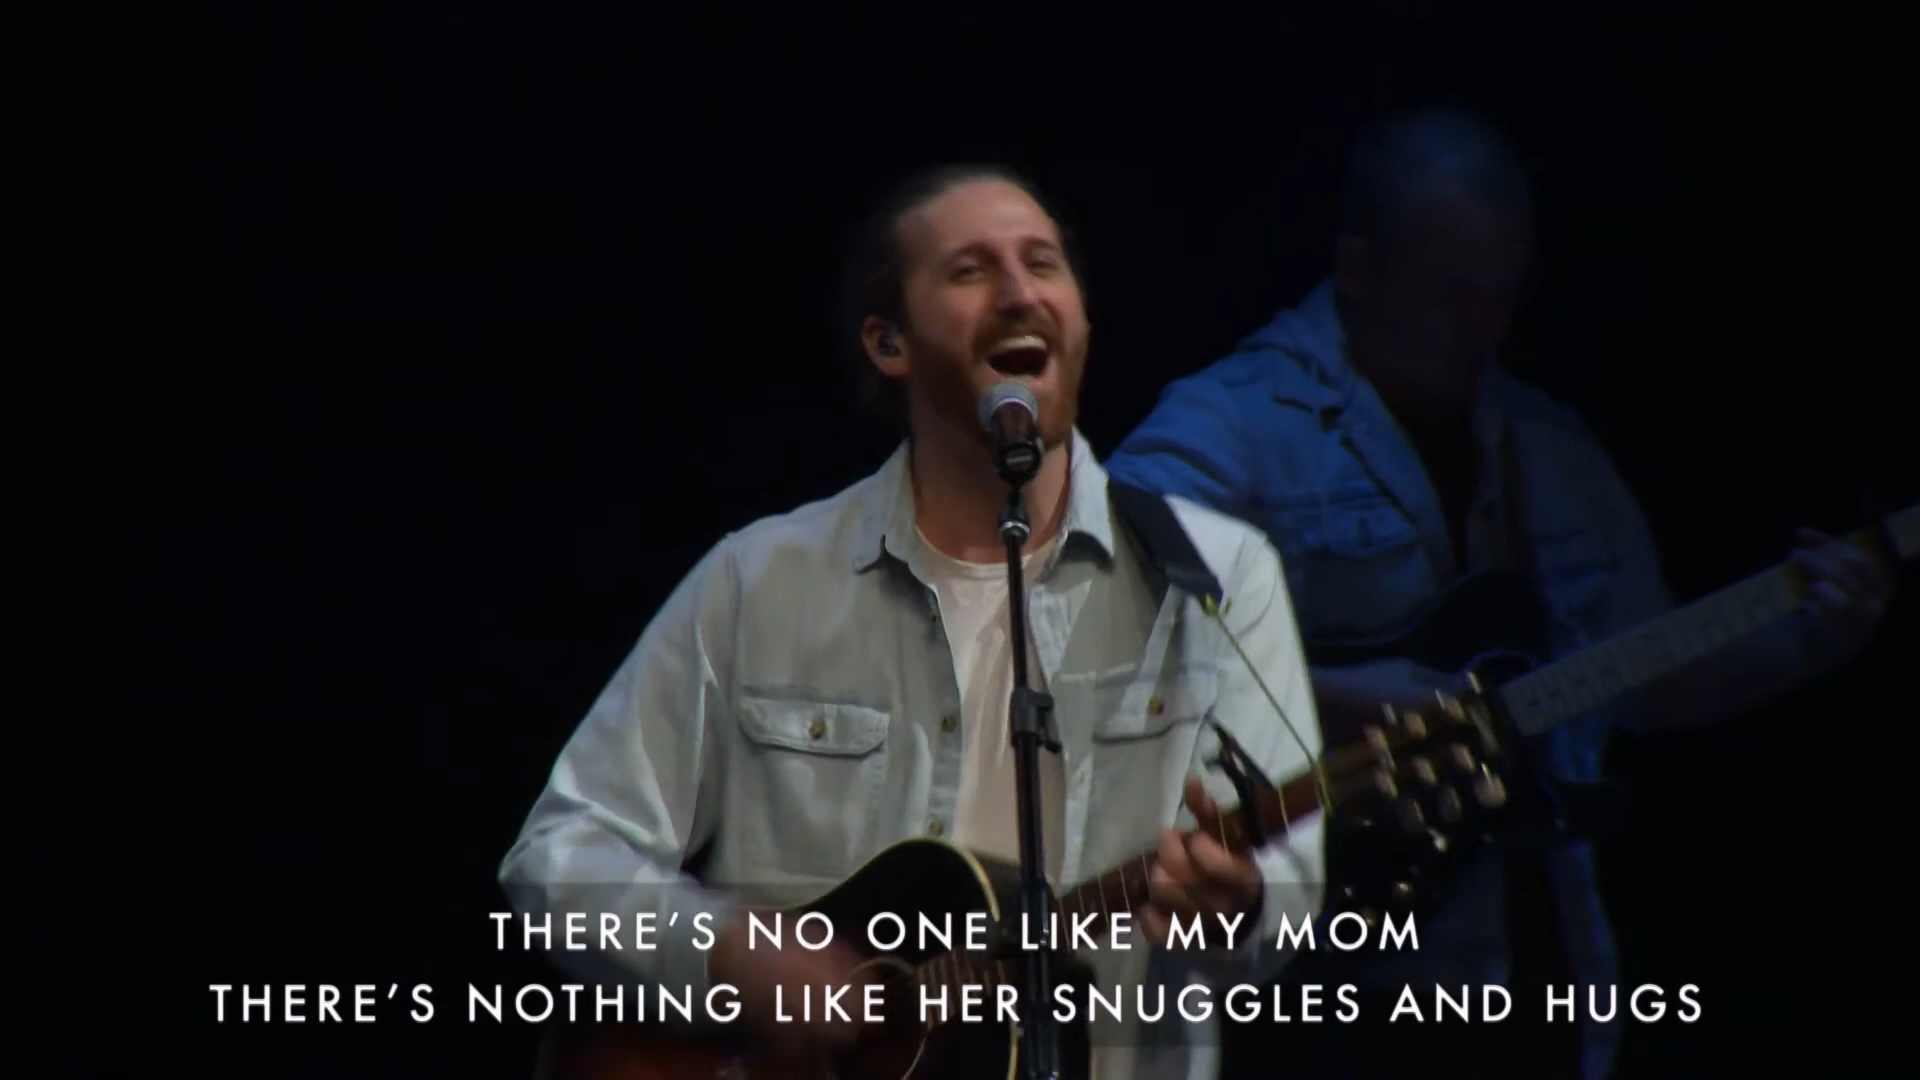 THERE'S NO ONE LIKE MY MOM
THERE'S NOTHING LIKE HER SNUGGLES AND HUGS